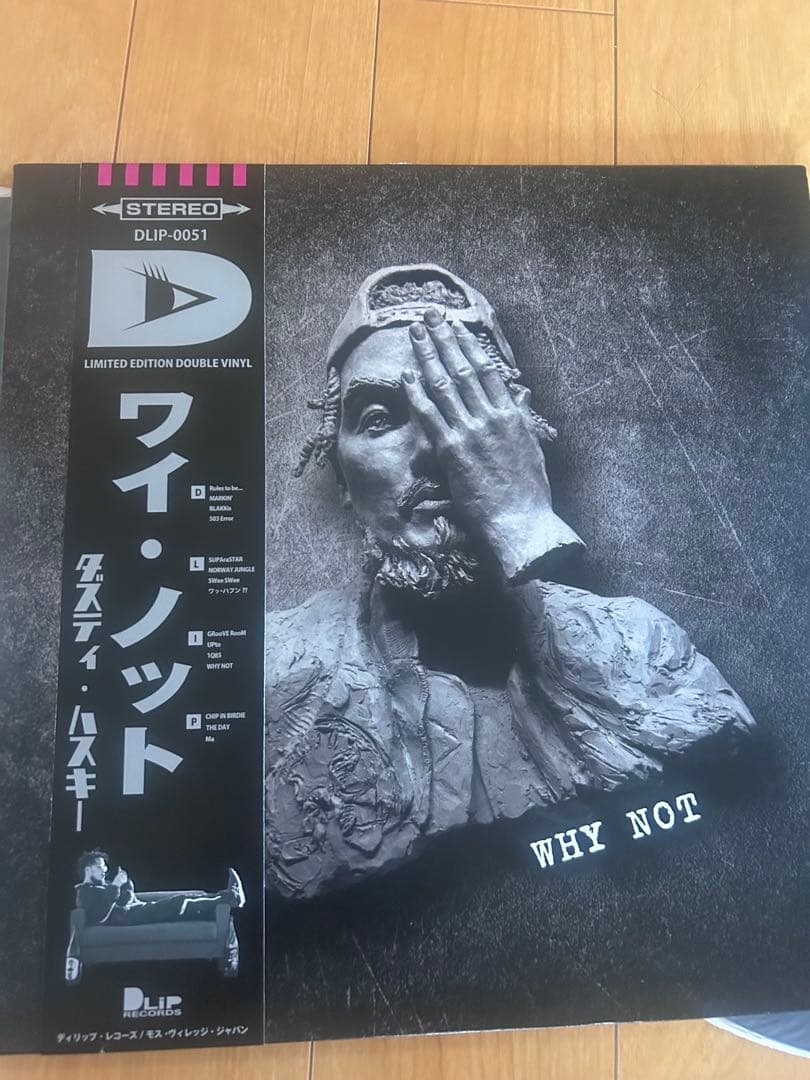 STEREO
DLIP-0051
D
LIMITED EDITION DOUBLE VINYL
ワイ・ノット
ダスティ・ハスキー
D
Rules to be...
MARKIN'
BLAKKis
503 Error
L
SUPAraSTAR
NORWAY JUNGLE
SWee SWee
ワッ・ハプン ??
I
GRooVE RooM
UPto
1Q85
WHY NOT
P
CHIP IN BIRDIE
THE DAY
Ma
DLiP
RECORDS
ディリップ・レコーズ / モス・ヴィレッジ・ジャパン
WHY NOT